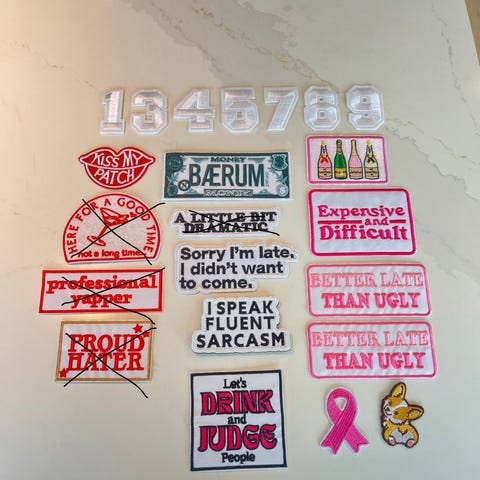 1345789
KISS MY
PATCH
MONEY
BÆRUM
HERE FOR A GOOD TIME
not a long time
A LITTLE BIT
DRAMATIC
Expensive
and
Difficult
Sorry I'm late.
I didn't want
to come.
professional
yapper
BETTER LATE
THAN UGLY
I SPEAK
FLUENT
SARCASM
PROUD
HATER
BETTER LATE
THAN UGLY
Let's
DRINK
and
JUDGE
People